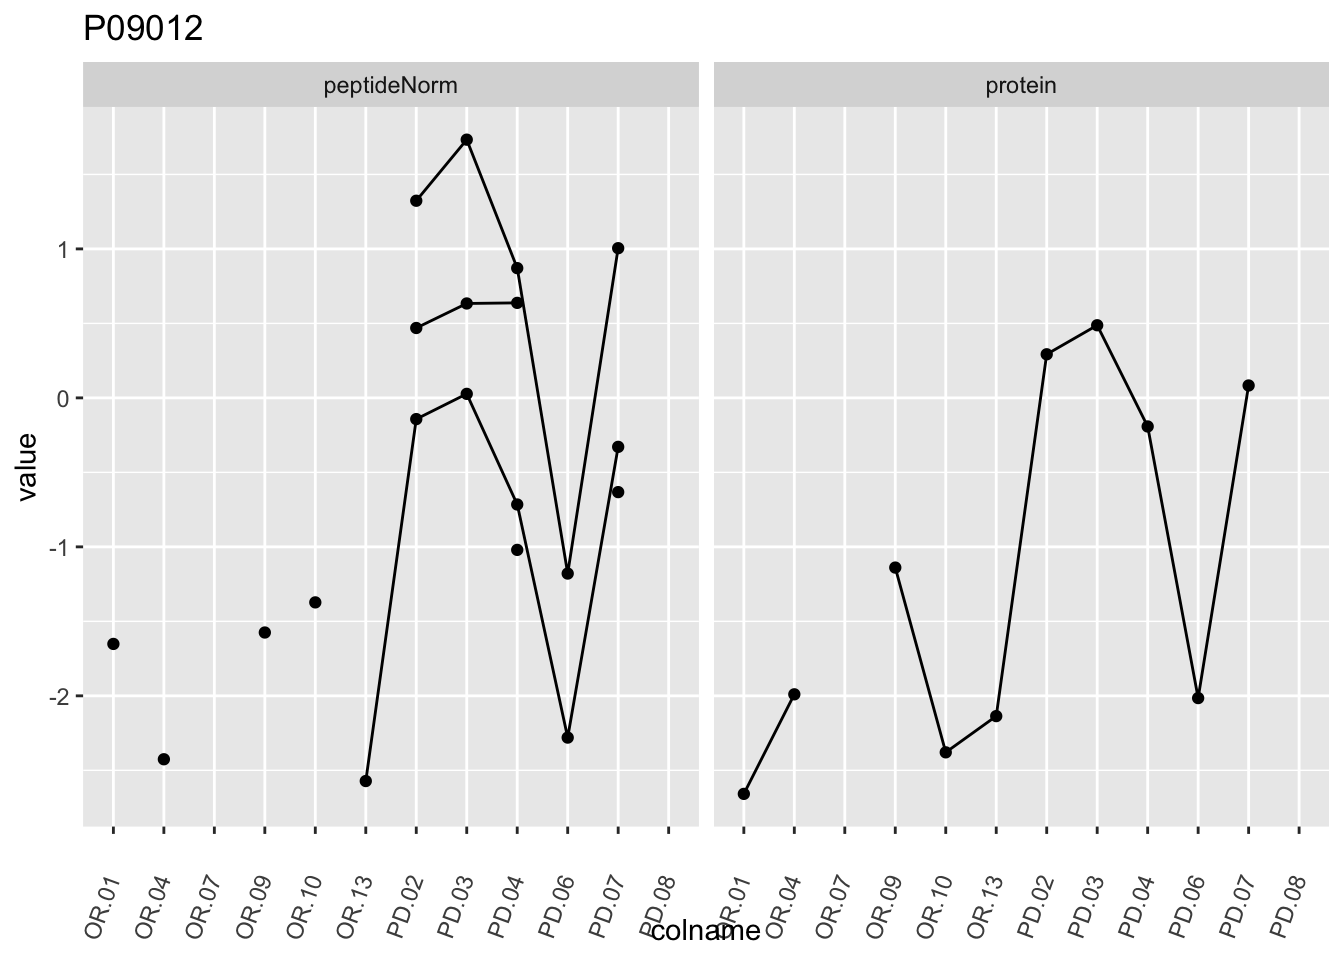 P09012
peptideNorm
protein
value
1
0
-1
-2
OR.01
OR.04
OR.07
OR.09
OR.10
OR.13
PD.02
PD.03
PD.04
PD.06
PD.07
PD.08
OR.01
OR.04
OR.07
OR.09
OR.10
OR.13
PD.02
PD.03
PD.04
PD.06
PD.07
PD.08
colname